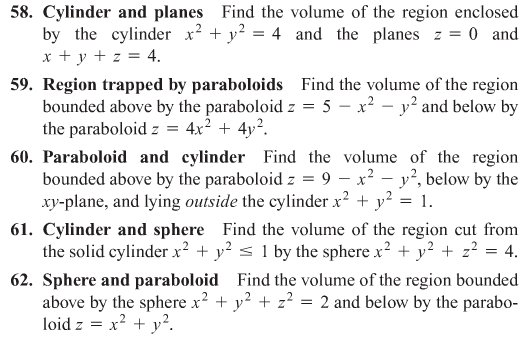 58. Cylinder and planes Find the volume of the region enclosed
by the cylinder x² + y² = 4 and the planes z = 0 and
x + y + z = 4.
59. Region trapped by paraboloids Find the volume of the region
bounded above by the paraboloid z = 5 − x² − y² and below by
the paraboloid z = 4x² + 4y².
60. Paraboloid and cylinder Find the volume of the region
bounded above by the paraboloid z = 9 − x² − y², below by the
xy-plane, and lying outside the cylinder x² + y² = 1.
61. Cylinder and sphere Find the volume of the region cut from
the solid cylinder x² + y² ≤ 1 by the sphere x² + y² + z² = 4.
62. Sphere and paraboloid Find the volume of the region bounded
above by the sphere x² + y² + z² = 2 and below by the parabo-
loid z = x² + y².